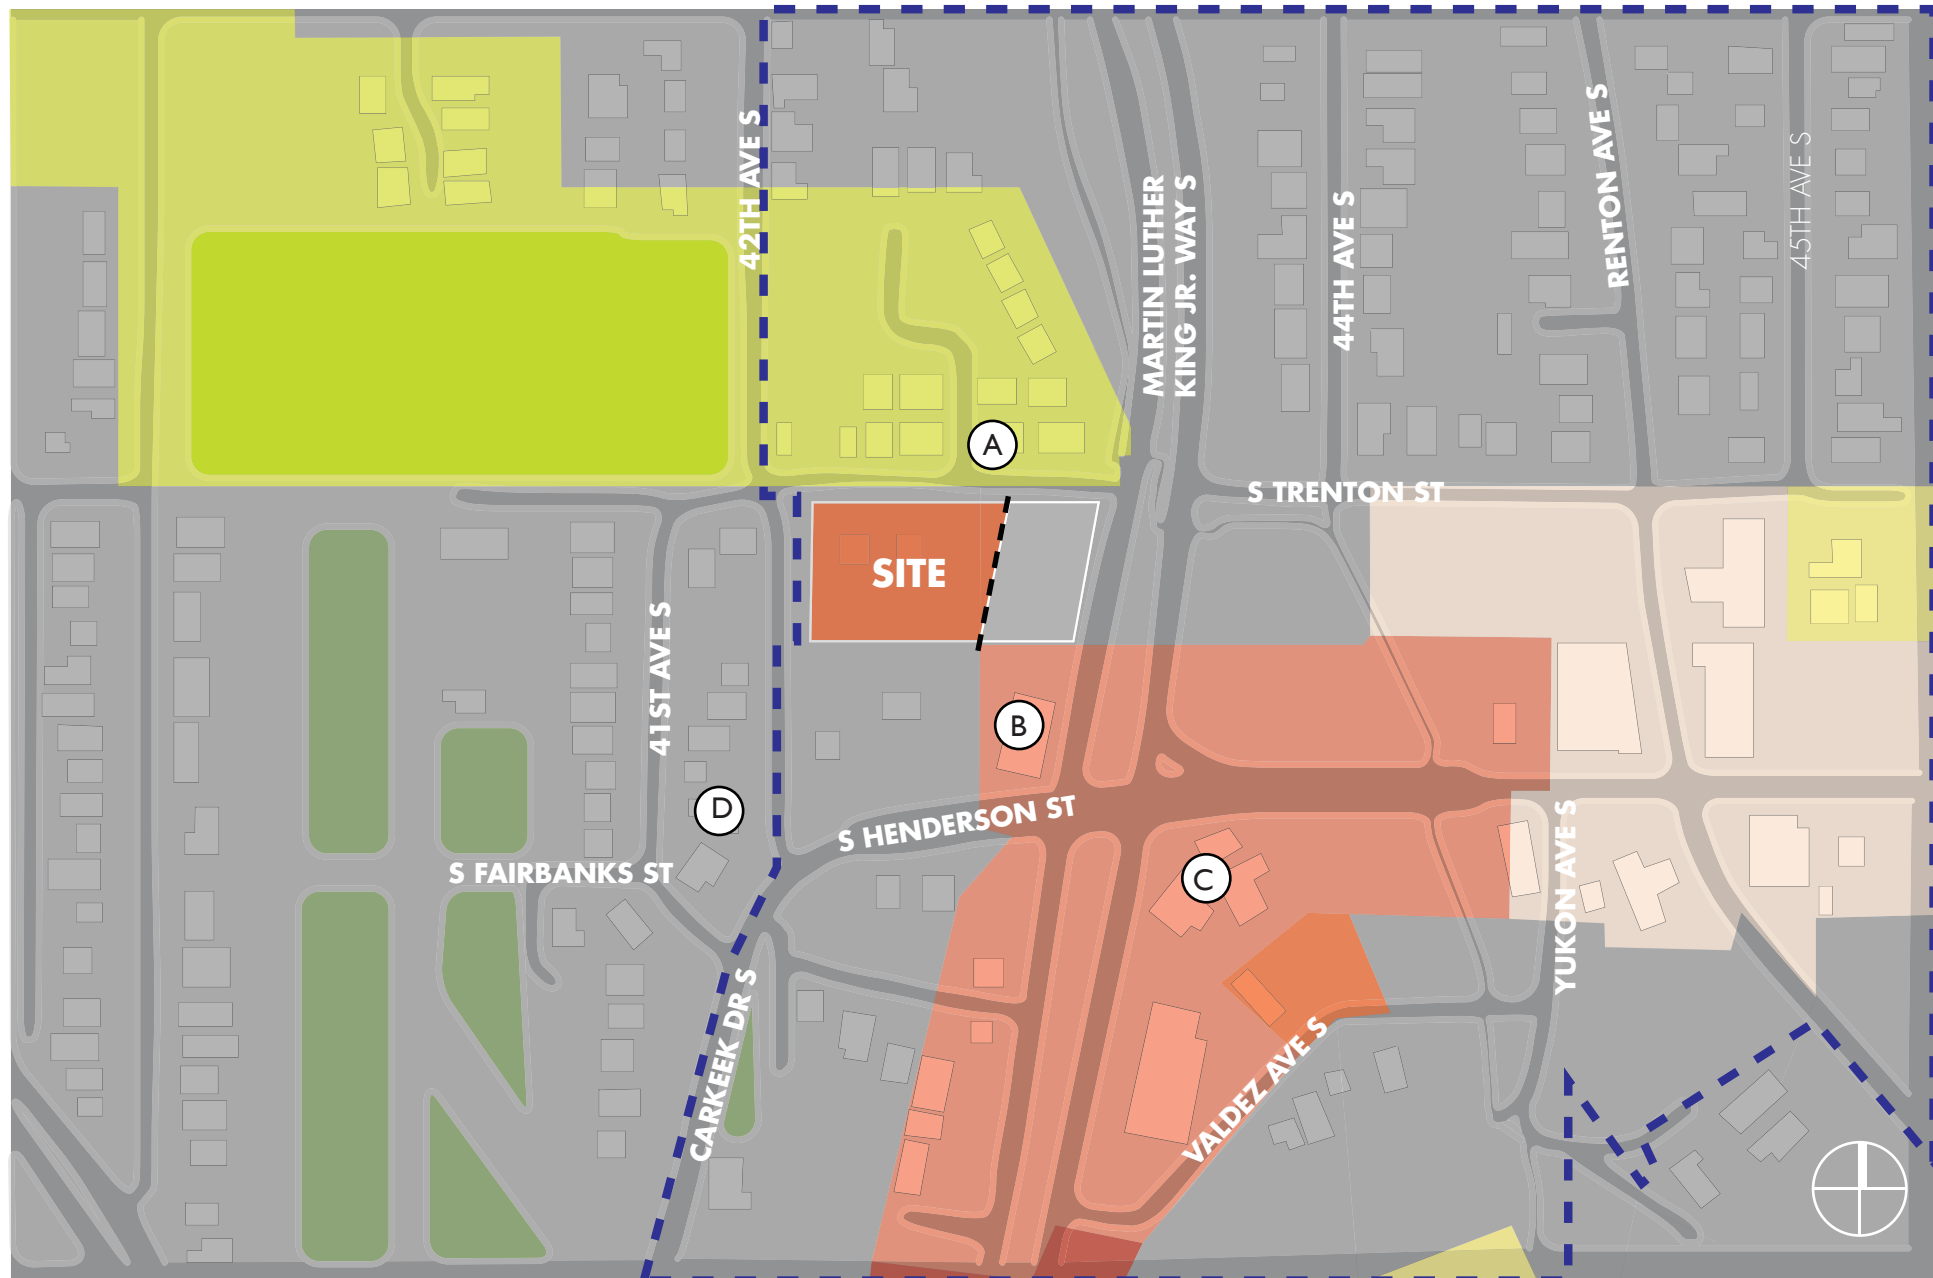 42TH AVE S
MARTIN LUTHER
KING JR. WAY S
44TH AVE S
RENTON AVE S
45TH AVE S
A
S TRENTON ST
SITE
41ST AVE S
B
D
S HENDERSON ST
S FAIRBANKS ST
C
YUKON AVE S
CARKEEK DR S
VALDEZ AVE S